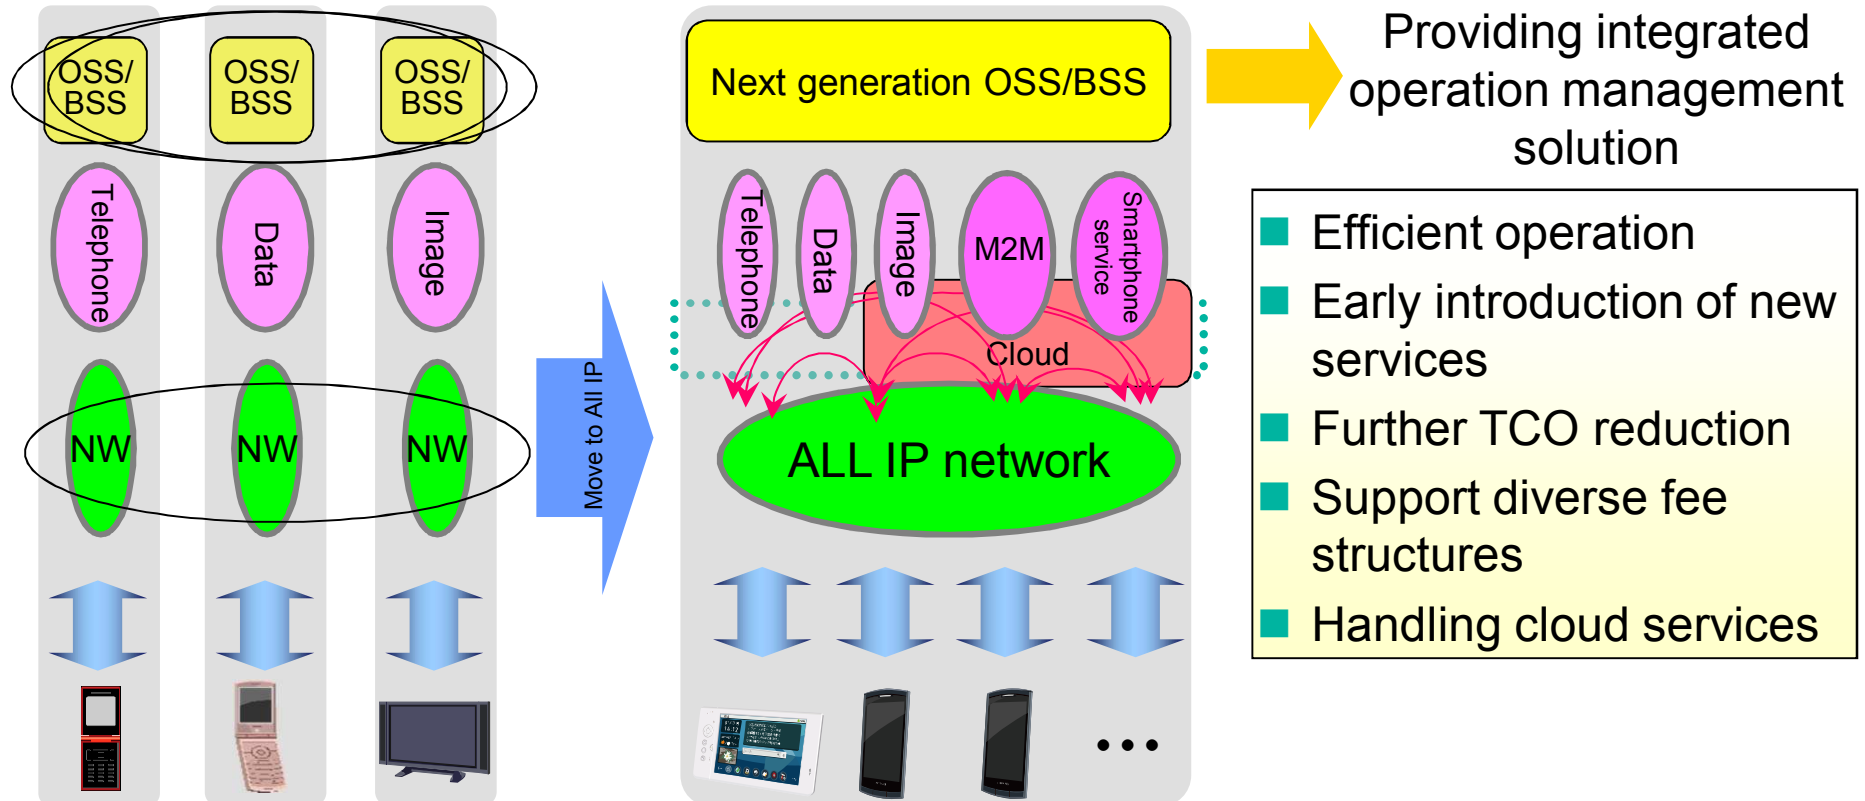 OSS/
BSS
OSS/
BSS
OSS/
BSS
Telephone
Data
Image
NW
NW
NW
Move to All IP
Next generation OSS/BSS
Telephone
Data
Image
M2M
Smartphone
service
Cloud
ALL IP network
•••
Providing integrated
operation management
solution
Efficient operation
Early introduction of new
services
Further TCO reduction
Support diverse fee
structures
Handling cloud services